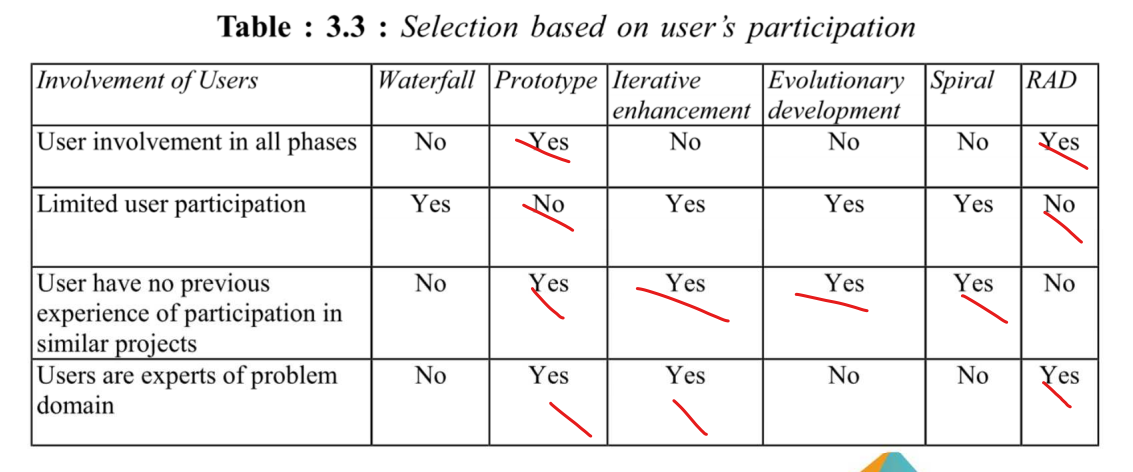 Table : 3.3 : Selection based on user's participation
Involvement of Users Waterfall Prototype Iterative enhancement Evolutionary development Spiral RAD
User involvement in all phases No Yes No No No Yes
Limited user participation Yes No Yes Yes Yes No
User have no previous experience of participation in similar projects No Yes Yes Yes Yes No
Users are experts of problem domain No Yes Yes No No Yes